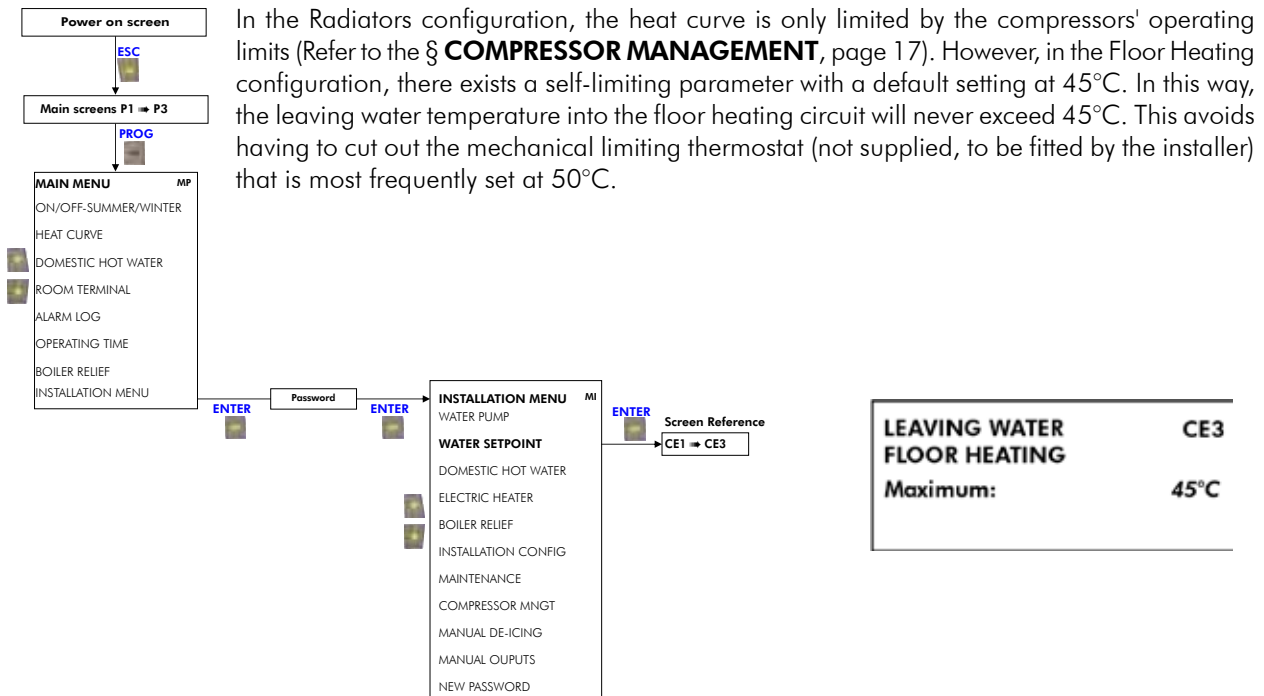 Power on screen
ESC
Main screens P1 ➠ P3
PROG
In the Radiators configuration, the heat curve is only limited by the compressors' operating
limits (Refer to the § COMPRESSOR MANAGEMENT, page 17). However, in the Floor Heating
configuration, there exists a self-limiting parameter with a default setting at 45°C. In this way,
the leaving water temperature into the floor heating circuit will never exceed 45°C. This avoids
having to cut out the mechanical limiting thermostat (not supplied, to be fitted by the installer)
that is most frequently set at 50°C.
MAIN MENU MP
ON/OFF-SUMMER/WINTER
HEAT CURVE
DOMESTIC HOT WATER
ROOM TERMINAL
ALARM LOG
OPERATING TIME
BOILER RELIEF
INSTALLATION MENU
ENTER
Password
ENTER
INSTALLATION MENU MI
WATER PUMP
WATER SETPOINT
DOMESTIC HOT WATER
ELECTRIC HEATER
BOILER RELIEF
INSTALLATION CONFIG
MAINTENANCE
COMPRESSOR MNGT
MANUAL DE-ICING
MANUAL OUPUTS
NEW PASSWORD
ENTER
Screen Reference
CE1 ➠ CE3
LEAVING WATER CE3
FLOOR HEATING
Maximum: 45°C